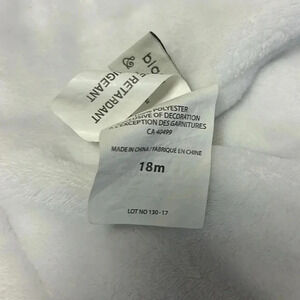 &
RETARDANT
POLYESTER
OF DECORATION
EXCEPTION DES GARNITURES
CA 40499
MADE IN CHINA / FABRIQUÉ EN CHINE
18m
LOT NO 130-17